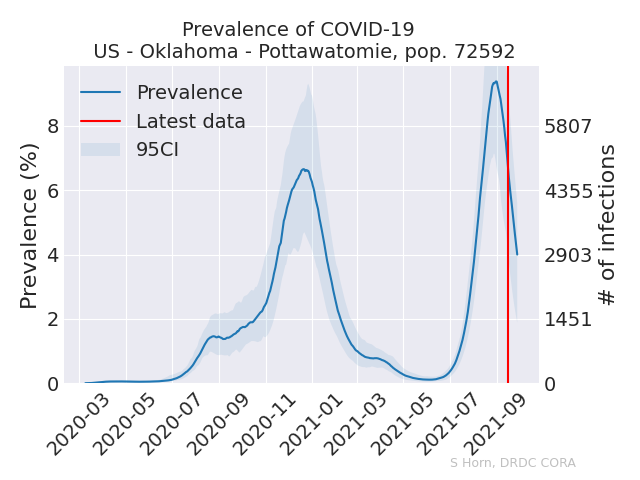 Prevalence of COVID-19
US - Oklahoma - Pottawatomie, pop. 72592
Prevalence
Latest data
95CI
Prevalence (%)
8
6
4
2
0
5807
4355
2903
1451
0
# of infections
2020-03
2020-05
2020-07
2020-09
2020-11
2021-01
2021-03
2021-05
2021-07
2021-09
S Horn, DRDC CORA